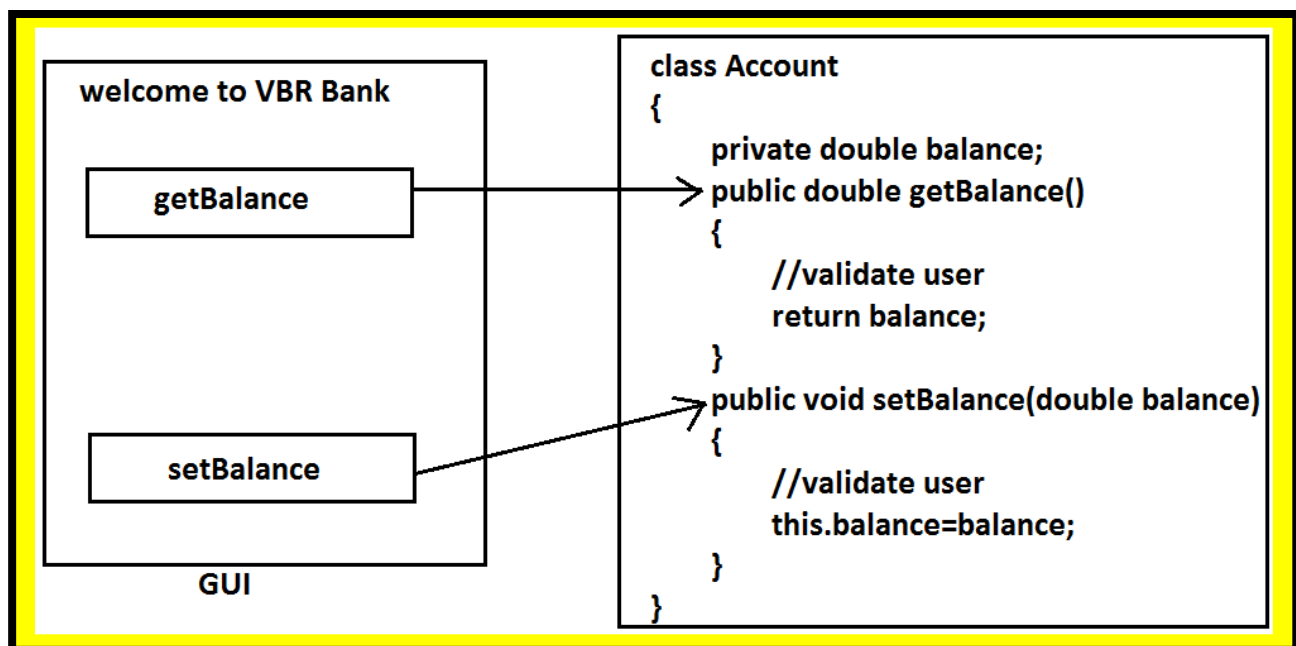 welcome to VBR Bank
getBalance
setBalance
GUI
class Account
{
private double balance;
public double getBalance()
{
//validate user
return balance;
}
public void setBalance(double balance)
{
//validate user
this.balance=balance;
}
}